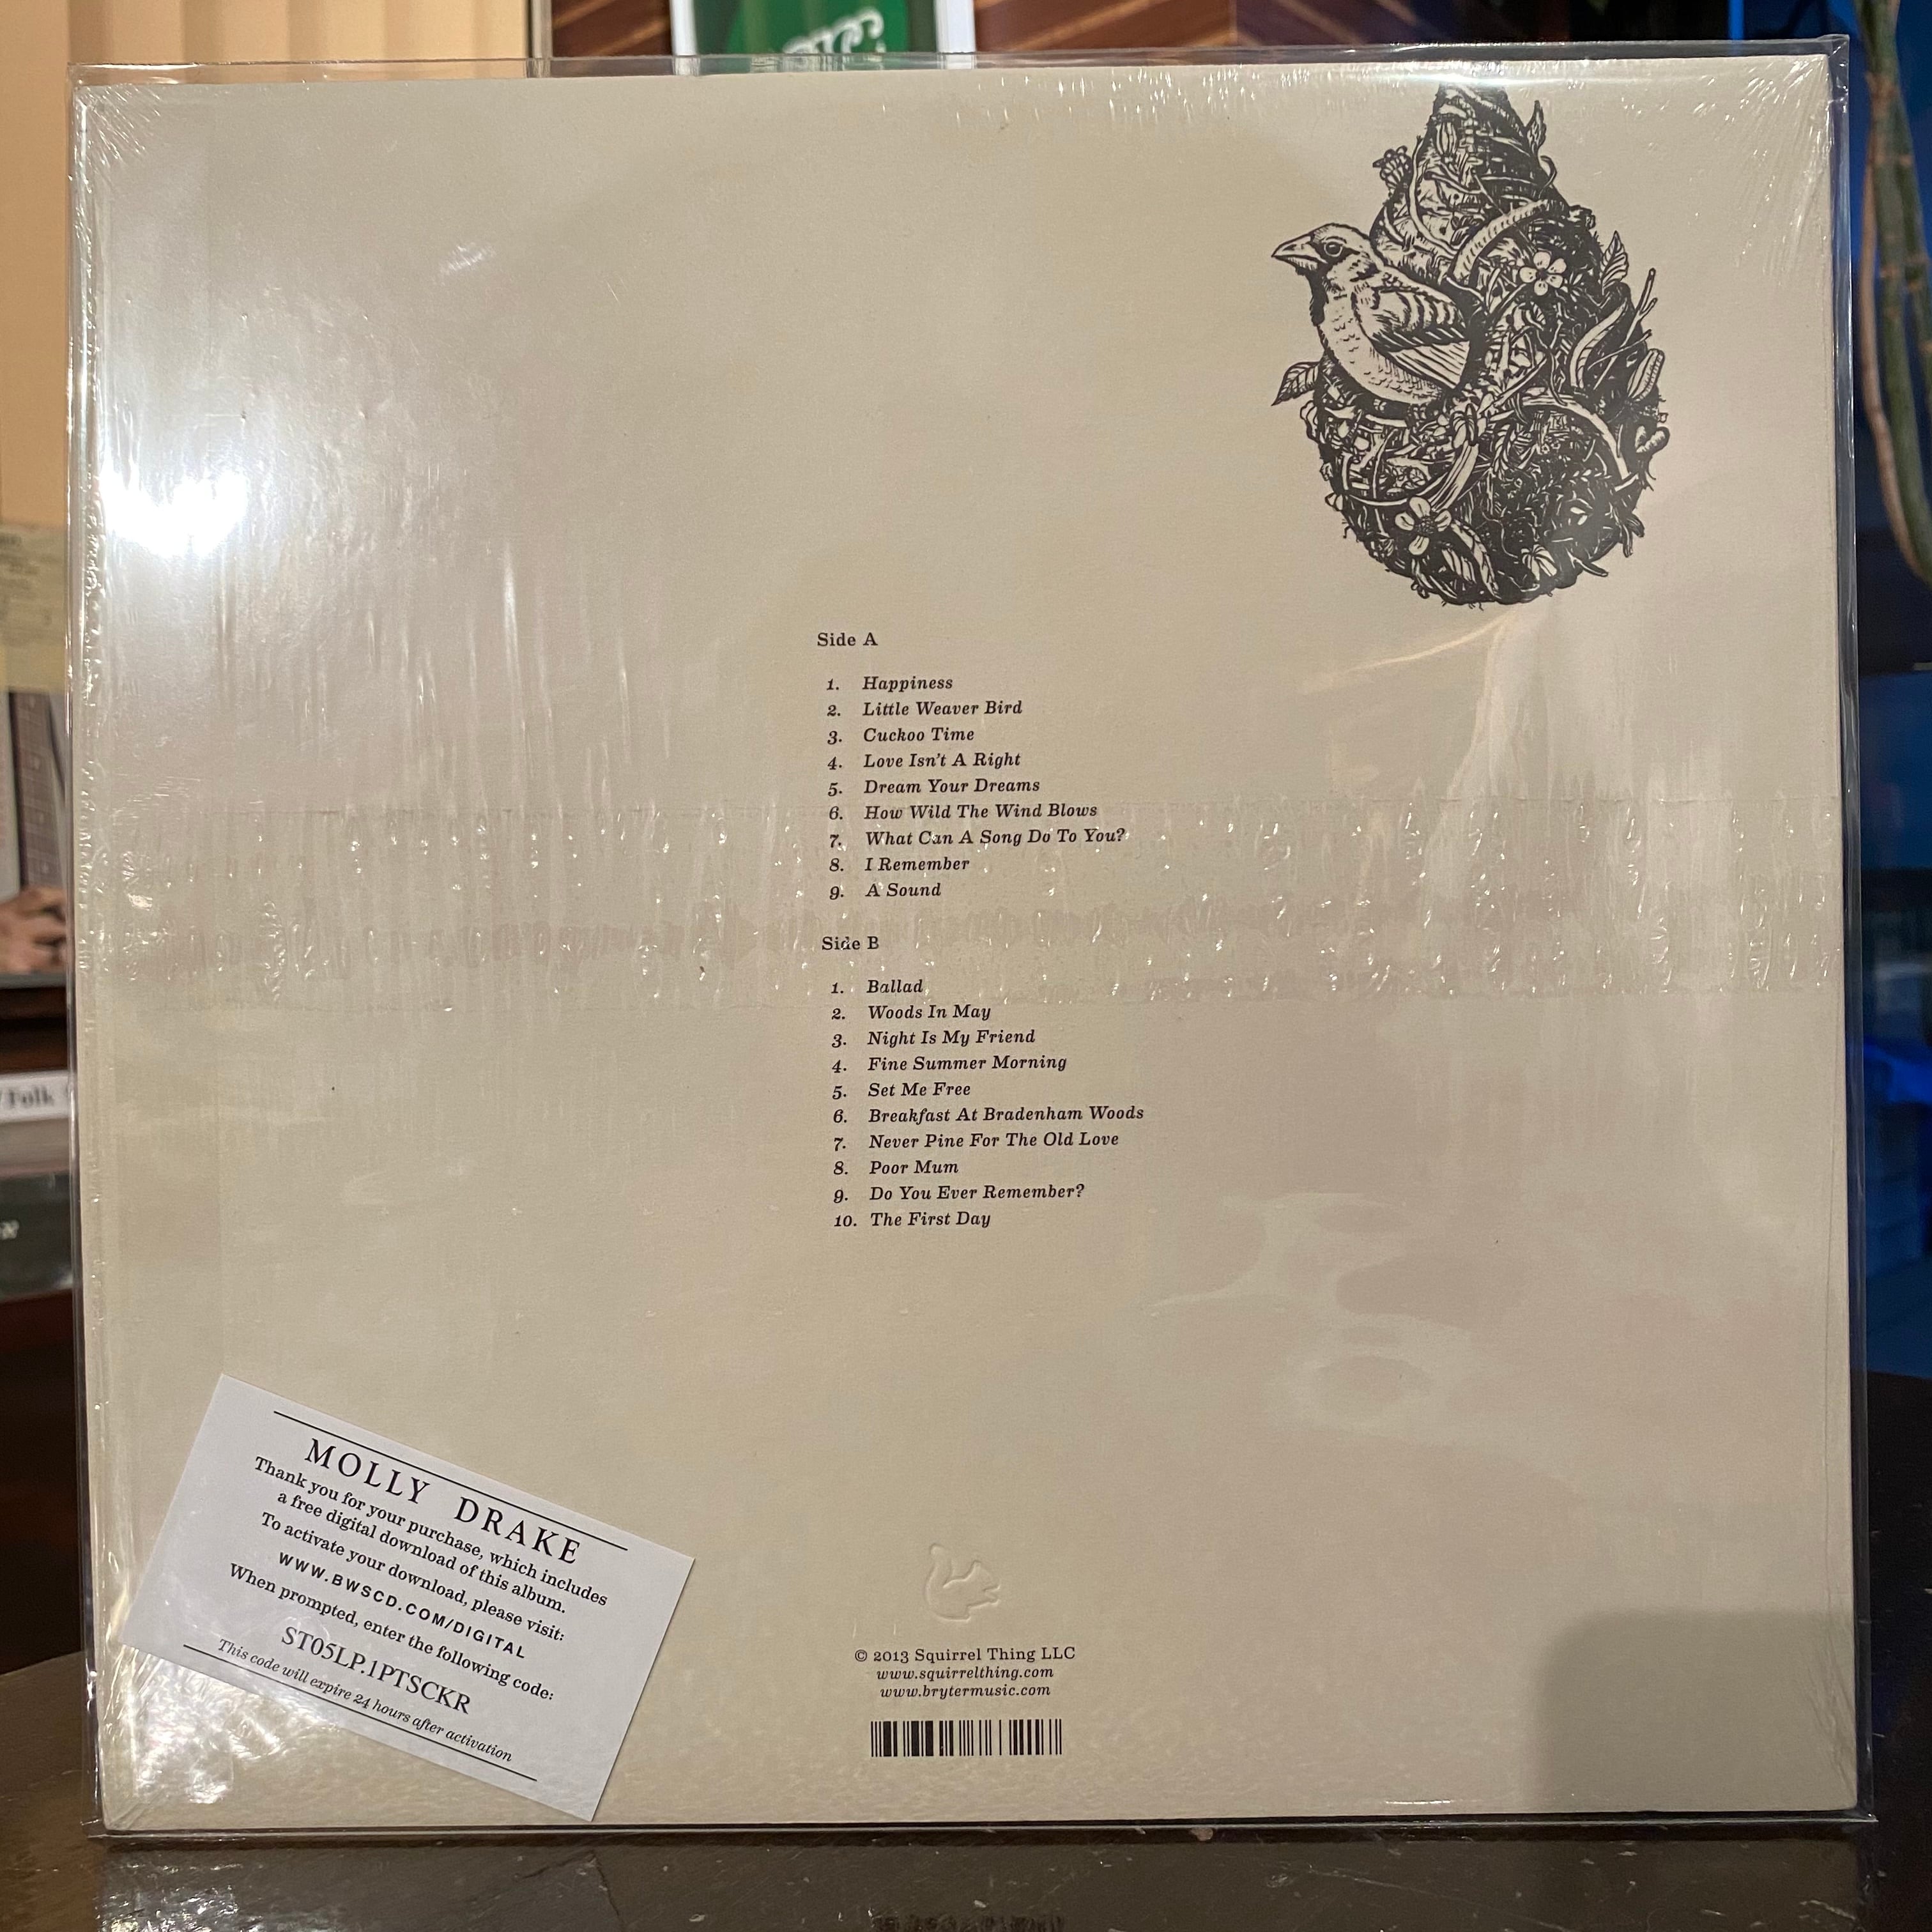 Side A
1. Happiness
2. Little Weaver Bird
3. Cuckoo Time
4. Love Isn't A Right
5. Dream Your Dreams
6. How Wild The Wind Blows
7. What Can A Song Do To You?
8. I Remember
9. A Sound
Side B
1. Ballad
2. Woods In May
3. Night Is My Friend
4. Fine Summer Morning
5. Set Me Free
6. Breakfast At Bradenham Woods
7. Never Pine For The Old Love
8. Poor Mum
9. Do You Ever Remember?
10. The First Day
MOLLY DRAKE
Thank you for your purchase, which includes
a free digital download of this album.
To activate your download, please visit:
WWW.BWSCD.COM/DIGITAL
When prompted, enter the following code:
ST05LP.1PTSCKR
This code will expire 24 hours after activation
© 2013 Squirrel Thing LLC
www.squirrelthing.com
www.brytermusic.com
Folk